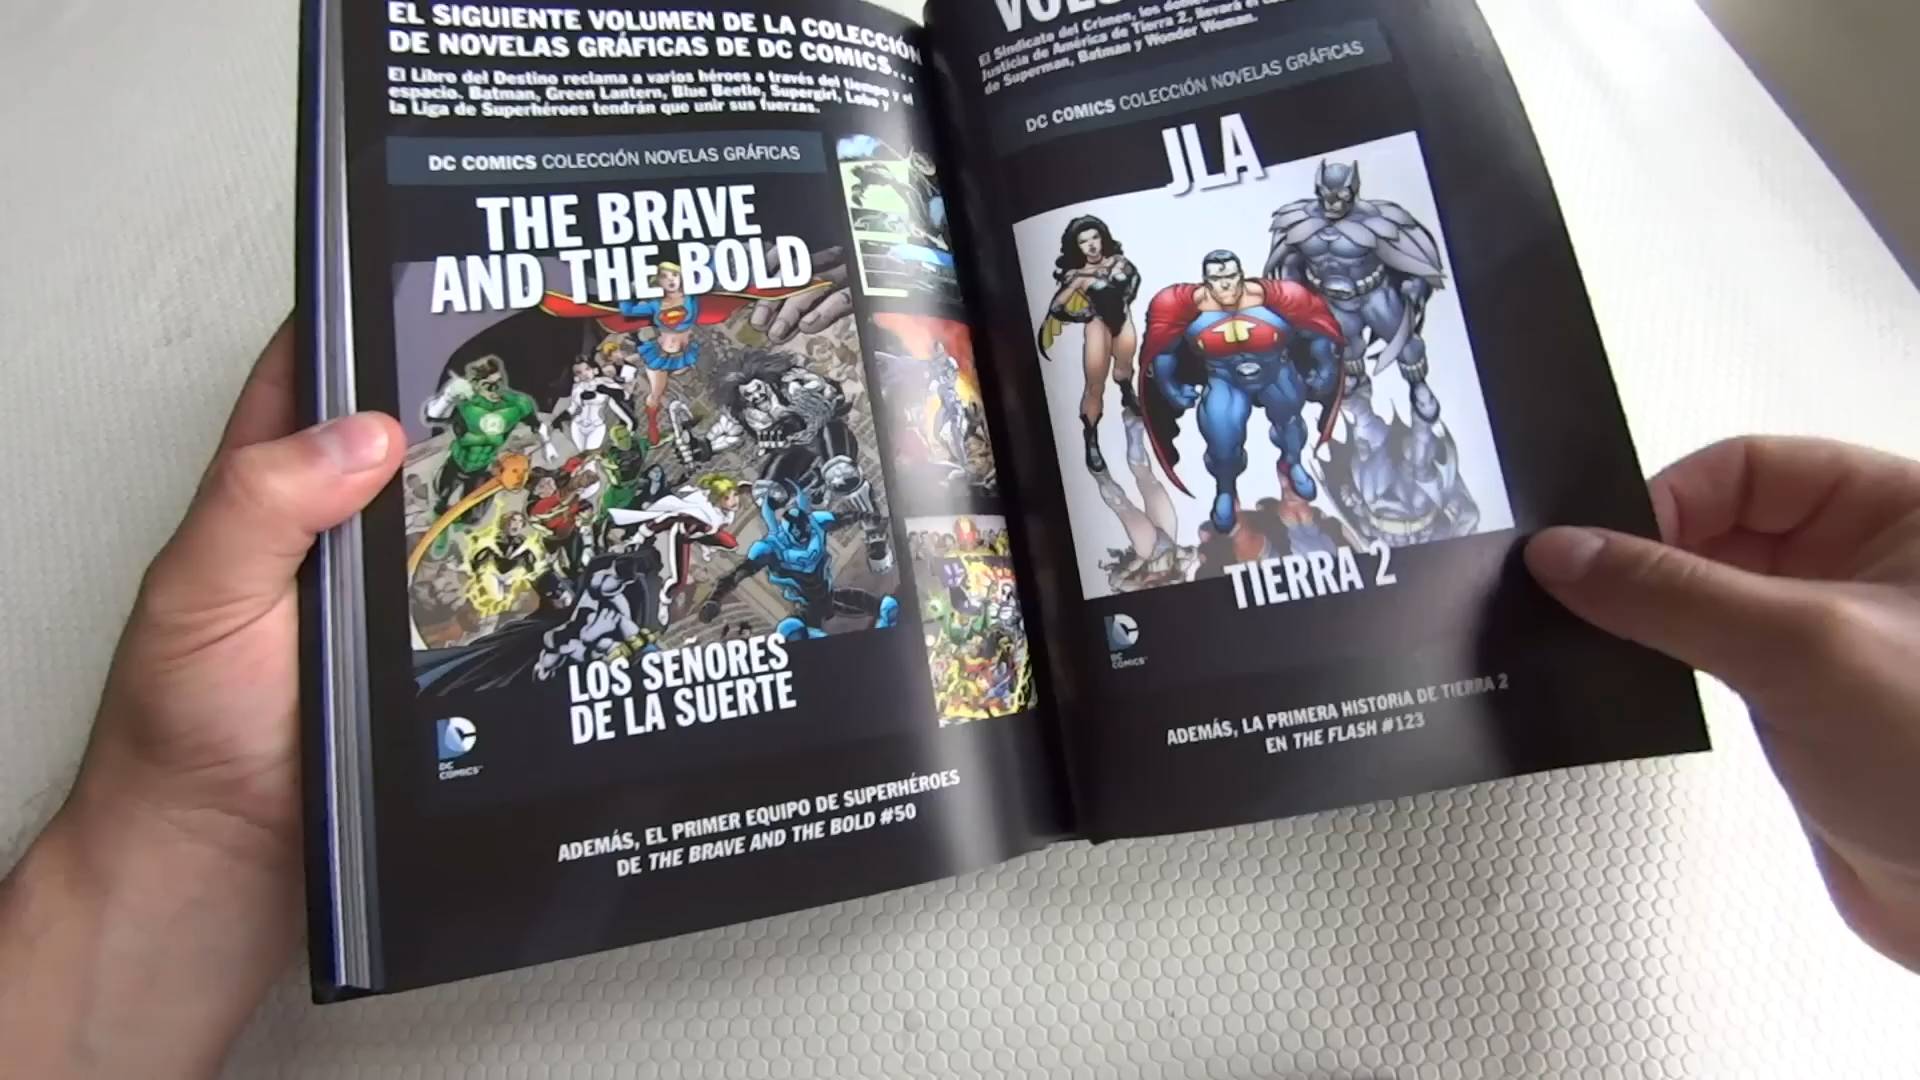 EL SIGUIENTE VOLUMEN DE LA COLECCIÓN
DE NOVELAS GRÁFICAS DE DC COMICS...
El Libro del Destino reclama a varios héroes a través del tiempo y el
espacio. Batman, Green Lantern, Blue Beetle, Supergirl, Lobo y
la Liga de Superhéroes tendrán que unir sus fuerzas.
DC COMICS COLECCIÓN NOVELAS GRÁFICAS
THE BRAVE
AND THE BOLD
LOS SEÑORES
DE LA SUERTE
DC
COMICS™
ADEMÁS, EL PRIMER EQUIPO DE SUPERHÉROES
DE THE BRAVE AND THE BOLD #50
El Sindicato del Crimen, los
Justicia de América de Tierra 2, llevará el
de Superman, Batman y Wonder Woman.
DC COMICS COLECCIÓN NOVELAS GRÁFICAS
JLA
TIERRA 2
DC
COMICS™
ADEMÁS, LA PRIMERA HISTORIA DE TIERRA 2
EN THE FLASH #123